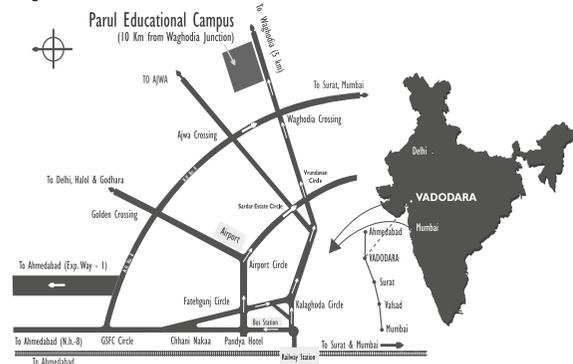 To Waghodia (5 km)
Parul Educational Campus
(10 Km from Waghodia Junction)
TO AJWA
To Surat, Mumbai
Waghodia Crossing
Ajwa Crossing
Vrundavan
Circle
To Delhi, Halol & Godhara
Sardar Estate Circle
Golden Crossing
Airport
Airport Circle
To Ahmedabad (Exp. Way - 1)
Fatehgunj Circle
Kalaghoda Circle
Bus Station
To Ahmedabad (N.h.-8)
GSFC Circle
Chhani Nakaa
Pandya Hotel
Railway Station
To Surat & Mumbai
To Ahmedabad
Delhi
VADODARA
Mumbai
Ahmedabad
VADODARA
Surat
Valsad
Mumbai